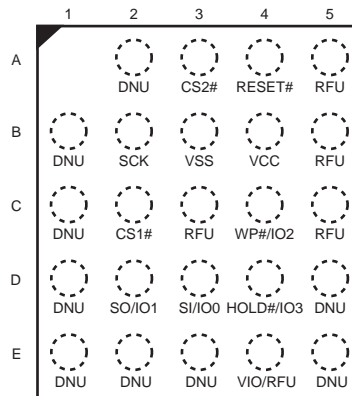 1 2 3 4 5
A
DNU CS2# RESET# RFU
B
DNU SCK VSS VCC RFU
C
DNU CS1# RFU WP#/IO2 RFU
D
DNU SO/IO1 SI/IO0 HOLD#/IO3 DNU
E
DNU DNU DNU VIO/RFU DNU